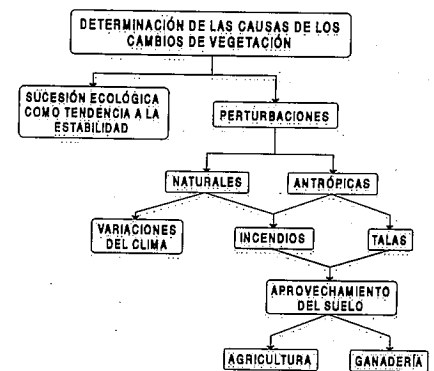 DETERMINACIÓN DE LAS CAUSAS DE LOS
CAMBIOS DE VEGETACIÓN
SUCESIÓN ECOLÓGICA
COMO TENDENCIA A LA
ESTABILIDAD
PERTURBACIONES
NATURALES
ANTRÓPICAS
VARIACIONES
DEL CLIMA
INCENDIOS
TALAS
APROVECHAMIENTO
DEL SUELO
AGRICULTURA
GANADERÍA